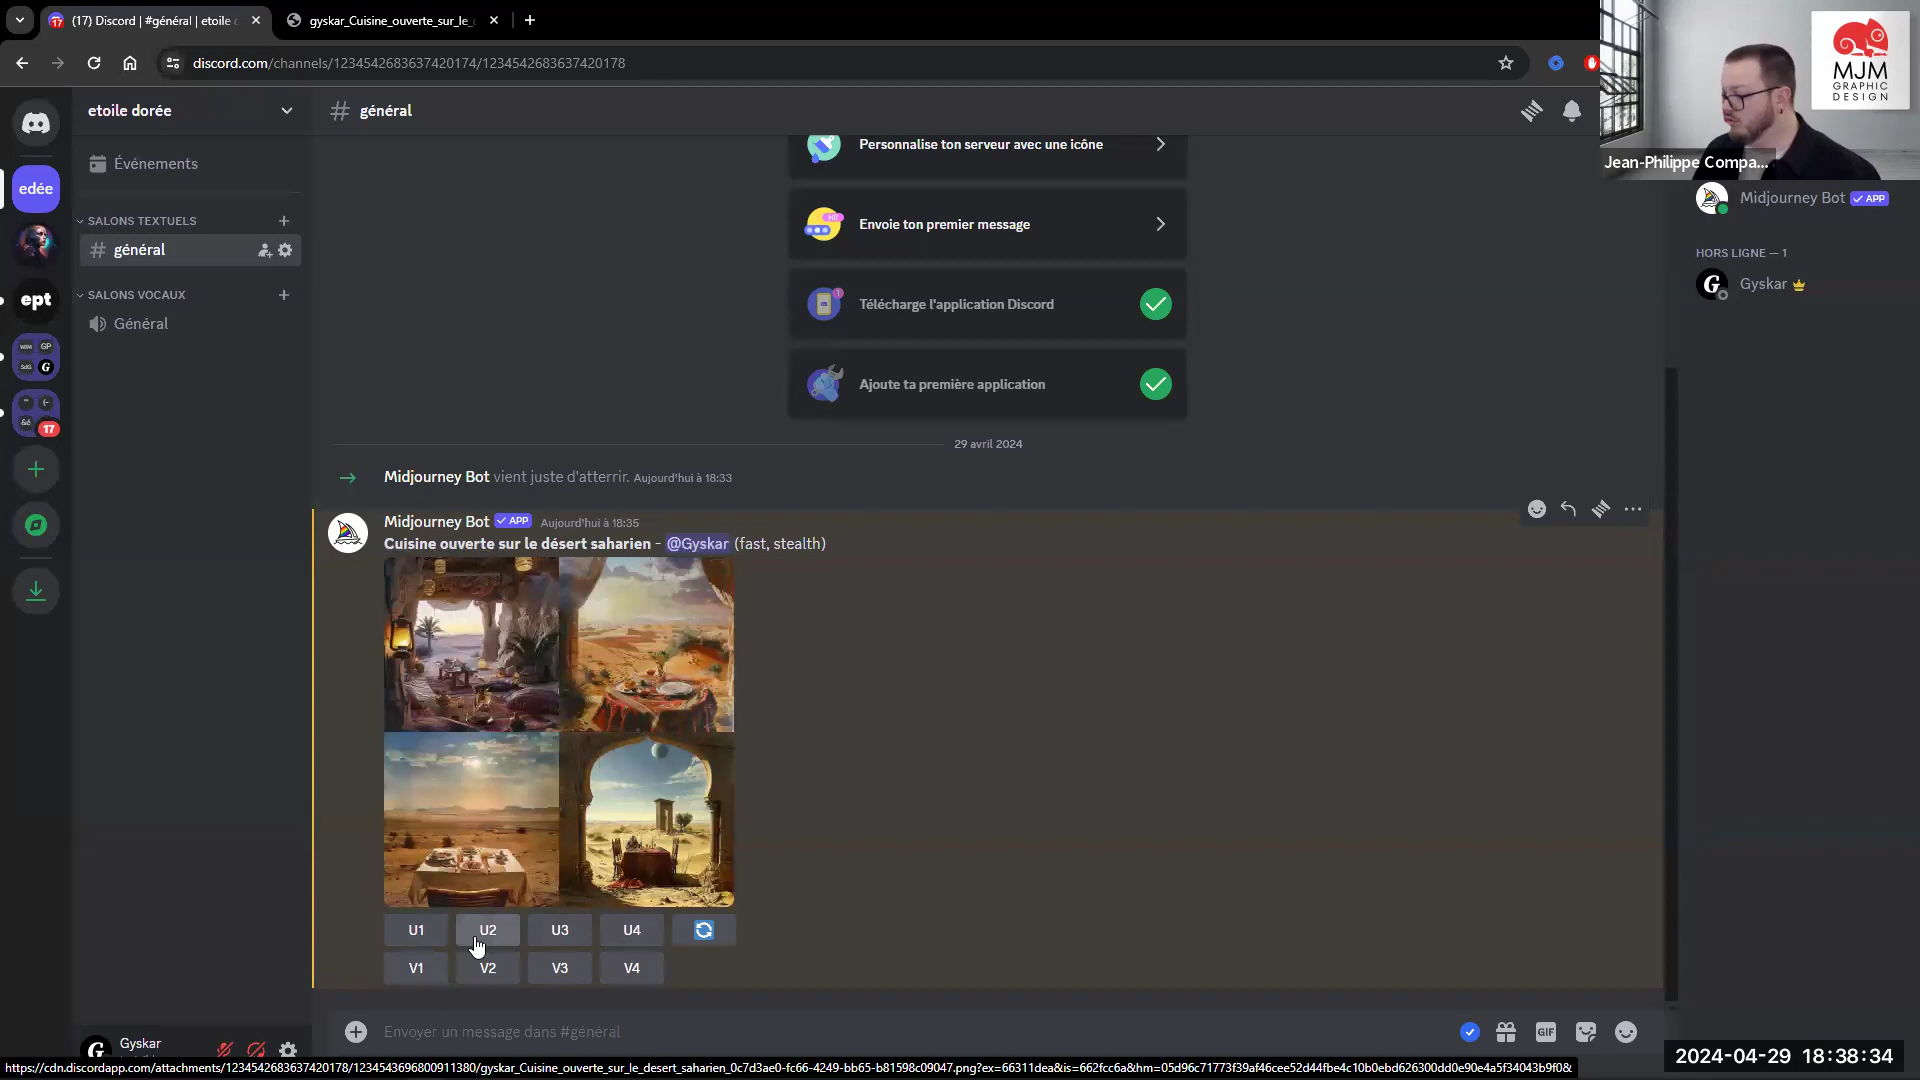 (17) Discord | #général | etoile
gyskar_Cuisine_ouverte_sur_le_
discord.com/channels/1234542683637420174/1234542683637420178
MJM
GRAPHIC
DESIGN
Jean-Philippe Compa...
etoile dorée
# général
Événements
edée
SALONS TEXTUELS
# général
ept
SALONS VOCAUX
Général
WIM GP
SdG G
17
Personnalise ton serveur avec une icône
Envoie ton premier message
Télécharge l'application Discord
Ajoute ta première application
29 avril 2024
Midjourney Bot vient juste d'atterrir. Aujourd'hui à 18:33
Midjourney Bot APP Aujourd'hui à 18:35
Cuisine ouverte sur le désert saharien - @Gyskar (fast, stealth)
U1 U2 U3 U4
V1 V2 V3 V4
Envoyer un message dans #général
GIF
Midjourney Bot APP
HORS LIGNE — 1
G Gyskar
G Gyskar
https://cdn.discordapp.com/attachments/1234542683637420178/1234543696800911380/gyskar_Cuisine_ouverte_sur_le_desert_saharien_0c7d3ae0-fc66-4249-bb65-b81598c09047.png?ex=66311dea&is=662fcc6a&hm=05d96c71773f39af46cee52d44fbe4c10b0ebd626300dd0e90e4a5f34043b9f0&
2024-04-29 18:38:34